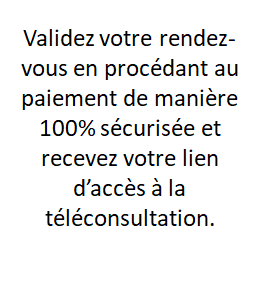 Validez votre rendez-
vous en procédant au
paiement de manière
100% sécurisée et
recevez votre lien
d’accès à la
téléconsultation.